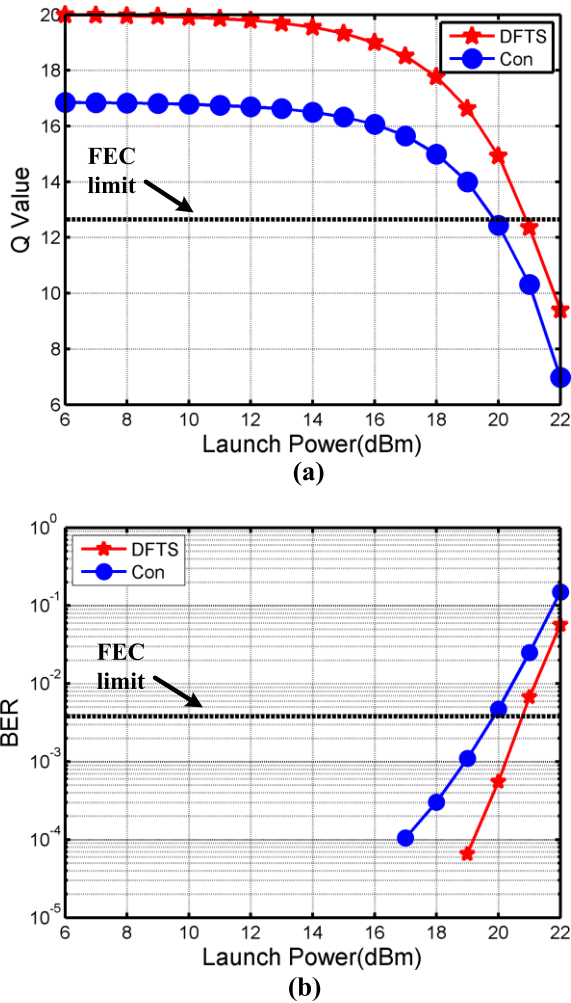 20
18
16
14
12
10
8
6
Q Value
DFTS
Con
FEC
limit
6 8 10 12 14 16 18 20 22
Launch Power(dBm)
(a)
10^0
10^-1
10^-2
10^-3
10^-4
10^-5
BER
DFTS
Con
FEC
limit
6 8 10 12 14 16 18 20 22
Launch Power(dBm)
(b)